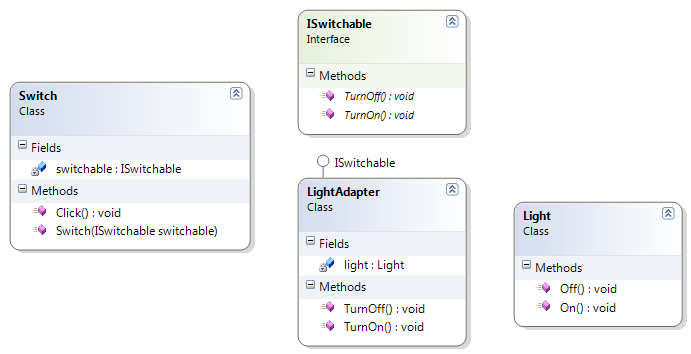 Switch
Class
Fields
switchable : ISwitchable
Methods
Click() : void
Switch(ISwitchable switchable)
ISwitchable
Interface
Methods
TurnOff() : void
TurnOn() : void
ISwitchable
LightAdapter
Class
Fields
light : Light
Methods
TurnOff() : void
TurnOn() : void
Light
Class
Methods
Off() : void
On() : void